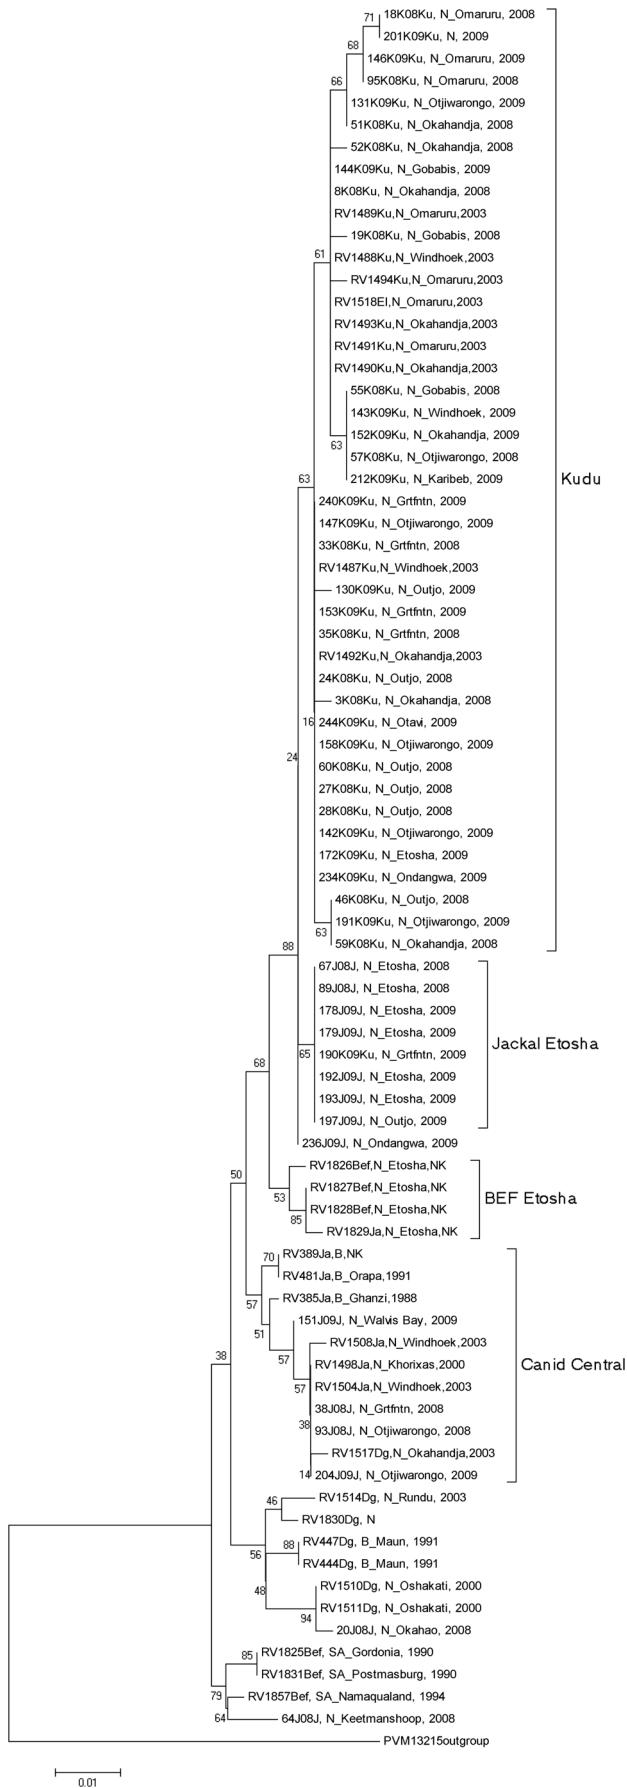 71
18K08Ku, N_Omaruru, 2008
201K09Ku, N, 2009
68
146K09Ku, N_Omaruru, 2009
66
95K08Ku, N_Omaruru, 2008
131K09Ku, N_Otjiwarongo, 2009
51K08Ku, N_Okahandja, 2008
52K08Ku, N_Okahandja, 2008
144K09Ku, N_Gobabis, 2009
8K08Ku, N_Okahandja, 2008
RV1489Ku,N_Omaruru,2003
19K08Ku, N_Gobabis, 2008
61
RV1488Ku,N_Windhoek,2003
RV1494Ku,N_Omaruru,2003
RV1518El,N_Omaruru,2003
RV1493Ku,N_Okahandja,2003
RV1491Ku,N_Omaruru,2003
RV1490Ku,N_Okahandja,2003
55K08Ku, N_Gobabis, 2008
143K09Ku, N_Windhoek, 2009
152K09Ku, N_Okahandja, 2009
63
57K08Ku, N_Otjiwarongo, 2008
212K09Ku, N_Karibeb, 2009
Kudu
63
240K09Ku, N_Grtfntn, 2009
147K09Ku, N_Otjiwarongo, 2009
33K08Ku, N_Grtfntn, 2008
RV1487Ku,N_Windhoek,2003
130K09Ku, N_Outjo, 2009
153K09Ku, N_Grtfntn, 2009
35K08Ku, N_Grtfntn, 2008
RV1492Ku,N_Okahandja,2003
24K08Ku, N_Outjo, 2008
3K08Ku, N_Okahandja, 2008
16
244K09Ku, N_Otavi, 2009
158K09Ku, N_Otjiwarongo, 2009
24
60K08Ku, N_Outjo, 2008
27K08Ku, N_Outjo, 2008
28K08Ku, N_Outjo, 2008
142K09Ku, N_Otjiwarongo, 2009
172K09Ku, N_Etosha, 2009
234K09Ku, N_Ondangwa, 2009
46K08Ku, N_Outjo, 2008
191K09Ku, N_Otjiwarongo, 2009
63
59K08Ku, N_Okahandja, 2008
88
67J08J, N_Etosha, 2008
89J08J, N_Etosha, 2008
178J09J, N_Etosha, 2009
179J09J, N_Etosha, 2009
Jackal Etosha
65
190K09Ku, N_Grtfntn, 2009
192J09J, N_Etosha, 2009
193J09J, N_Etosha, 2009
197J09J, N_Outjo, 2009
68
236J09J, N_Ondangwa, 2009
RV1826Bef,N_Etosha,NK
50
RV1827Bef,N_Etosha,NK
53
BEF Etosha
RV1828Bef,N_Etosha,NK
85
RV1829Ja,N_Etosha,NK
70
RV389Ja,B,NK
RV481Ja,B_Orapa,1991
57
RV385Ja,B_Ghanzi,1988
151J09J, N_Walvis Bay, 2009
51
RV1508Ja,N_Windhoek,2003
57
RV1498Ja,N_Khorixas,2000
Canid Central
38
RV1504Ja,N_Windhoek,2003
57
38J08J, N_Grtfntn, 2008
38
93J08J, N_Otjiwarongo, 2008
RV1517Dg,N_Okahandja,2003
14
204J09J, N_Otjiwarongo, 2009
46
RV1514Dg, N_Rundu, 2003
RV1830Dg, N
88
RV447Dg, B_Maun, 1991
56
RV444Dg, B_Maun, 1991
48
RV1510Dg, N_Oshakati, 2000
RV1511Dg, N_Oshakati, 2000
94
20J08J, N_Okahao, 2008
85
RV1825Bef, SA_Gordonia, 1990
RV1831Bef, SA_Postmasburg, 1990
79
RV1857Bef, SA_Namaqualand, 1994
64
64J08J, N_Keetmanshoop, 2008
PVM13215outgroup
0.01